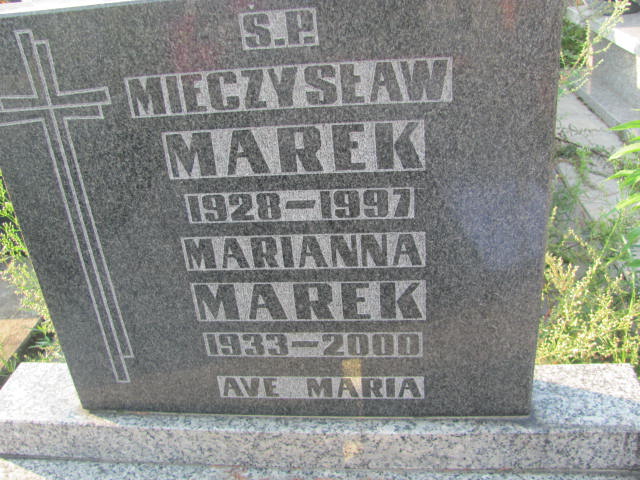 Ś.P.
MIECZYSŁAW
MAREK
1928-1997
MARIANNA
MAREK
1933-2000
AVE MARIA